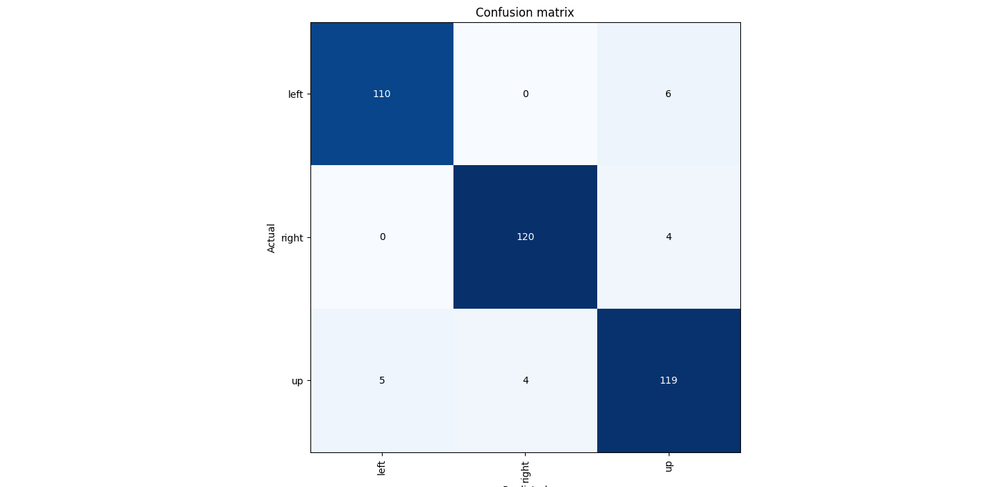 Confusion matrix
left 110 0 6
Actual
right 0 120 4
up 5 4 119
left right up